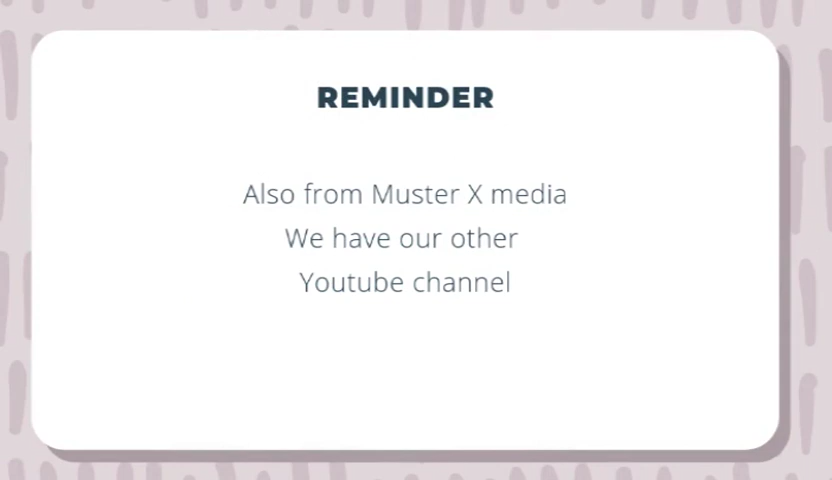 REMINDER
Also from Muster X media
We have our other
Youtube channel